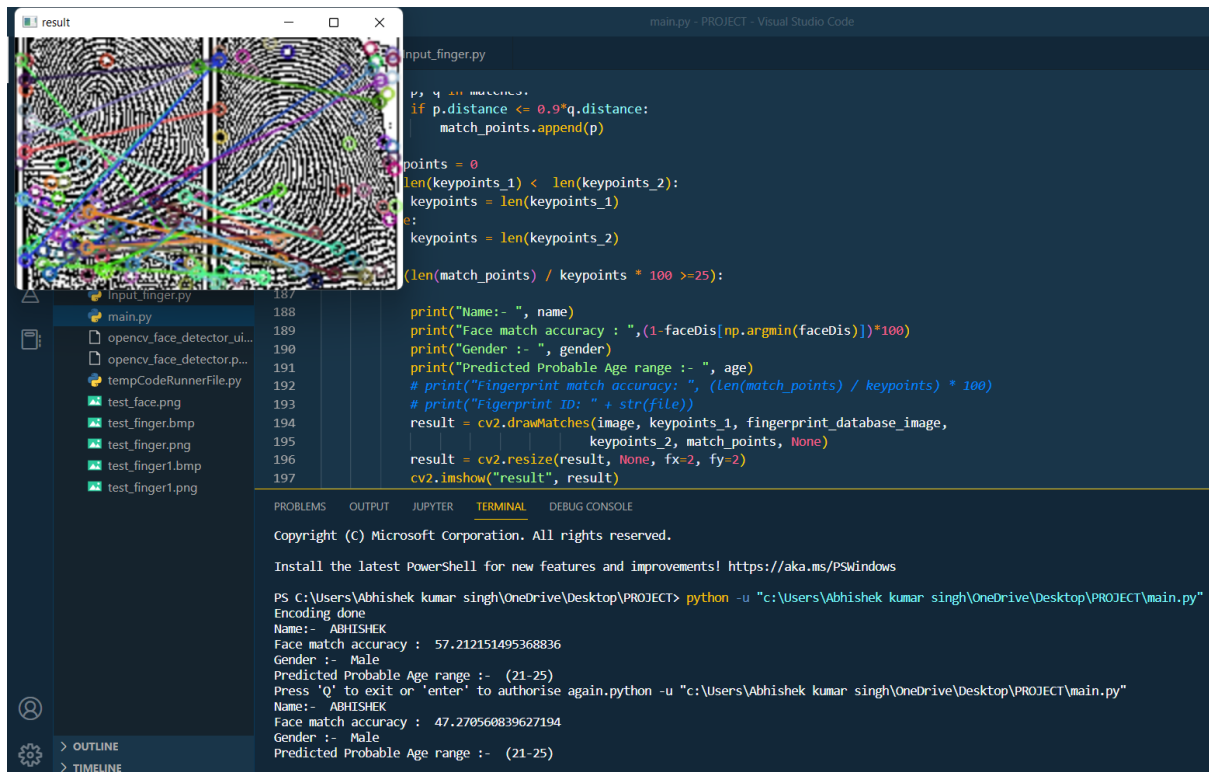 result
main.py - PROJECT - Visual Studio Code
nput_finger.py
p, q in matches:
if p.distance <= 0.9*q.distance:
match_points.append(p)
points = 0
len(keypoints_1) < len(keypoints_2):
keypoints = len(keypoints_1)
e:
keypoints = len(keypoints_2)
(len(match_points) / keypoints * 100 >=25):
187
188 print("Name:- ", name)
189 print("Face match accuracy : ",(1-faceDis[np.argmin(faceDis)])*100)
190 print("Gender :- ", gender)
191 print("Predicted Probable Age range :- ", age)
192 # print("Fingerprint match accuracy: ", (len(match_points) / keypoints) * 100)
193 # print("Figerprint ID: " + str(file))
194 result = cv2.drawMatches(image, keypoints_1, fingerprint_database_image,
195 keypoints_2, match_points, None)
196 result = cv2.resize(result, None, fx=2, fy=2)
197 cv2.imshow("result", result)
Input_finger.py
main.py
opencv_face_detector_ui...
opencv_face_detector.p...
tempCodeRunnerFile.py
test_face.png
test_finger.bmp
test_finger.png
test_finger1.bmp
test_finger1.png
OUTLINE
TIMELINE
PROBLEMS OUTPUT JUPYTER TERMINAL DEBUG CONSOLE
Copyright (C) Microsoft Corporation. All rights reserved.
Install the latest PowerShell for new features and improvements! https://aka.ms/PSWindows
PS C:\Users\Abhishek kumar singh\OneDrive\Desktop\PROJECT> python -u "c:\Users\Abhishek kumar singh\OneDrive\Desktop\PROJECT\main.py"
Encoding done
Name:- ABHISHEK
Face match accuracy : 57.212151495368836
Gender :- Male
Predicted Probable Age range :- (21-25)
Press 'Q' to exit or 'enter' to authorise again.python -u "c:\Users\Abhishek kumar singh\OneDrive\Desktop\PROJECT\main.py"
Name:- ABHISHEK
Face match accuracy : 47.270560839627194
Gender :- Male
Predicted Probable Age range :- (21-25)